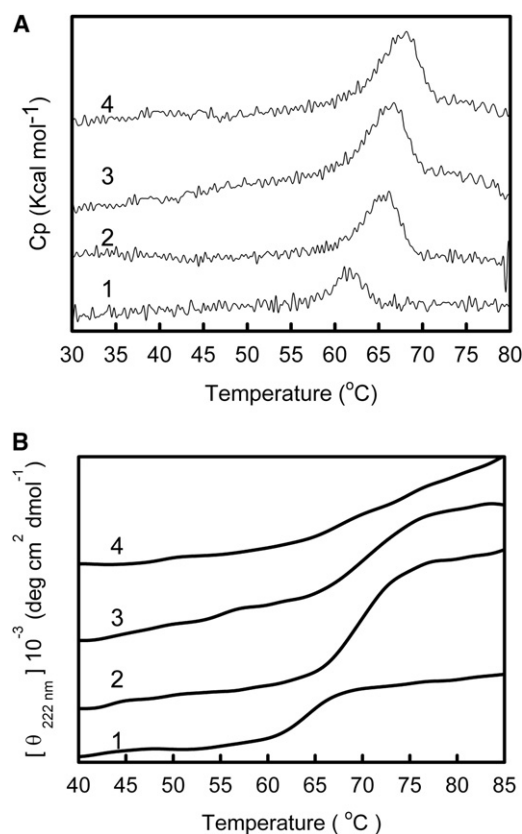 A
Cp (Kcal mol⁻¹)
4
3
2
1
30 35 40 45 50 55 60 65 70 75 80
Temperature (°C)
B
[ θ 222 nm ] 10⁻³ (deg cm² dmol⁻¹)
4
3
2
1
40 45 50 55 60 65 70 75 80 85
Temperature ( °C)